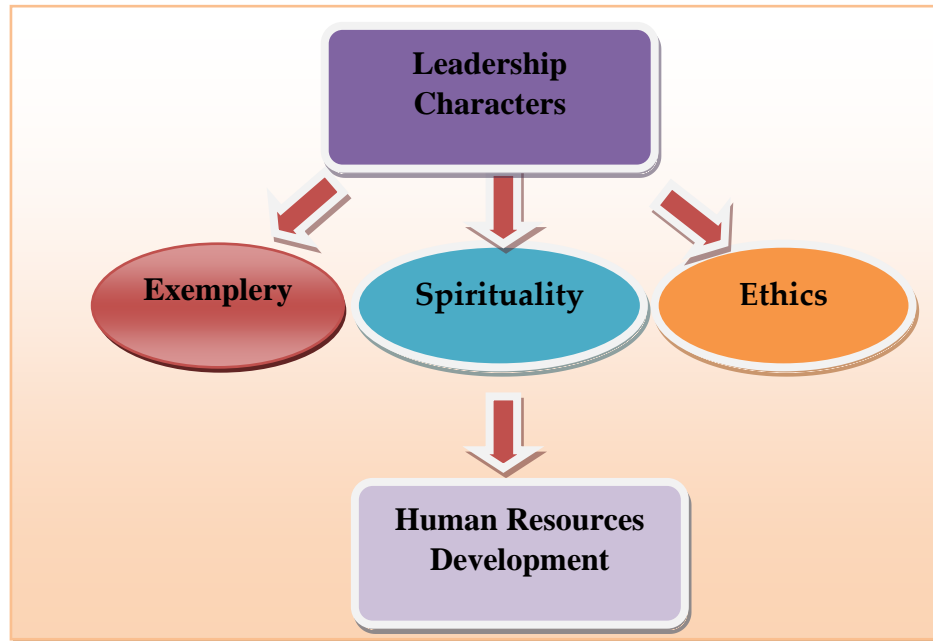 Leadership
Characters
Exemplery
Spirituality
Ethics
Human Resources
Development